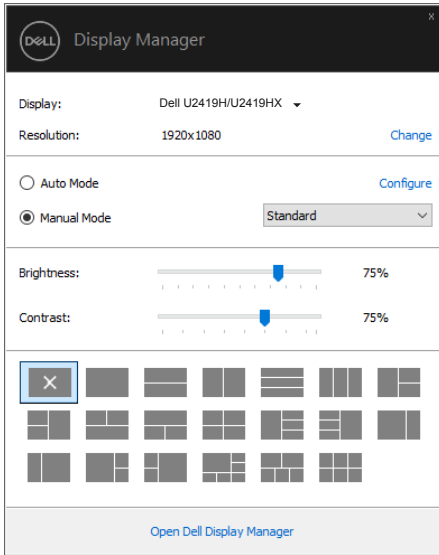 x
DELL Display Manager
Display: Dell U2419H/U2419HX
Resolution: 1920x1080 Change
Auto Mode Configure
Manual Mode Standard
Brightness: 75%
Contrast: 75%
Open Dell Display Manager